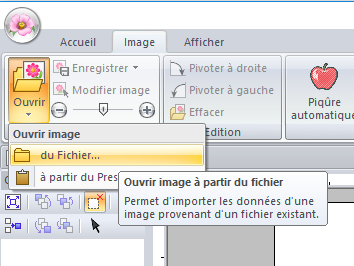 Accueil Image Afficher
Ouvrir
Enregistrer
Modifier image
Pivoter à droite
Pivoter à gauche
Effacer
Edition
Piqûre
automatique
Ouvrir image
du Fichier...
à partir du Pres
Ouvrir image à partir du fichier
Permet d'importer les données d'une
image provenant d'un fichier existant.